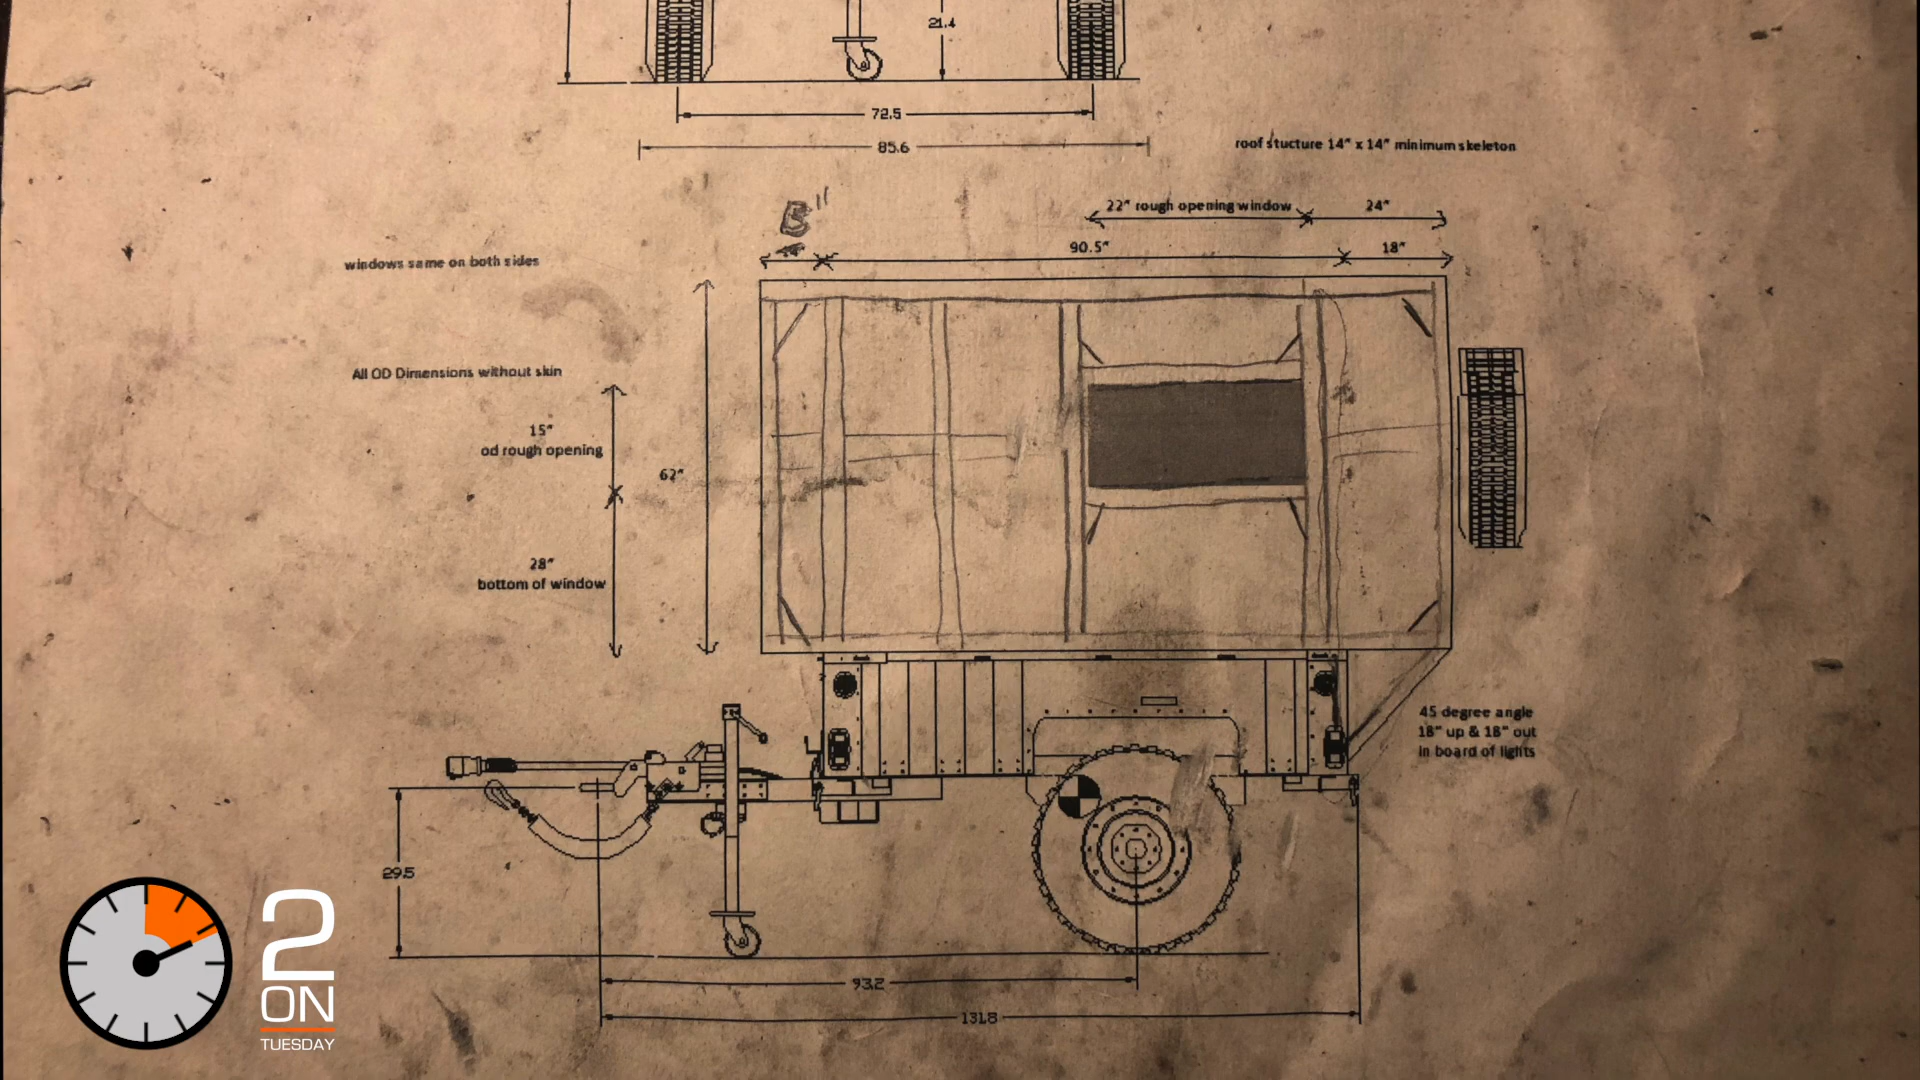 21.4
72.5
85.6
roof stucture 14" x 14" minimum skeleton
22" rough opening window
24"
90.5"
18"
windows same on both sides
All OD Dimensions without skin
15"
od rough opening
62"
28"
bottom of window
45 degree angle
18" up & 18" out
in board of lights
29.5
93.2
131.8
2
ON
TUESDAY